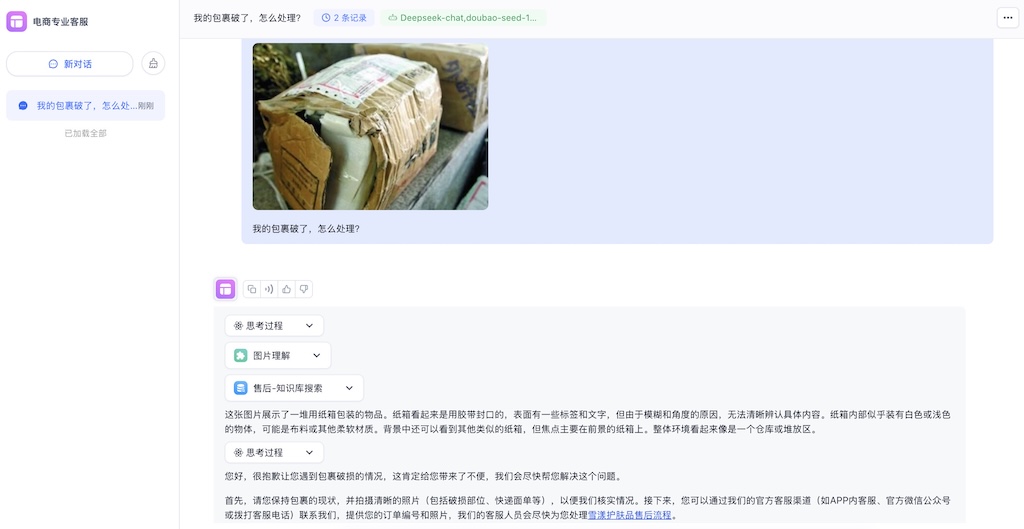 电商专业客服
我的包裹破了，怎么处理?
2 条记录
Deepseek-chat,doubao-seed-1...
新对话
我的包裹破了，怎么处...刚刚
已加载全部
我的包裹破了，怎么处理?
思考过程
图片理解
售后-知识库搜索
这张图片展示了一堆用纸箱包装的物品。纸箱看起来是用胶带封口的，表面有一些标签和文字，但由于模糊和角度的原因，无法清晰辨认具体内容。纸箱内部似乎装有白色或浅色
的物体，可能是布料或其他柔软材质。背景中还可以看到其他类似的纸箱，但焦点主要在前景的纸箱上。整体环境看起来像是一个仓库或堆放区。
思考过程
您好，很抱歉让您遇到包裹破损的情况，这肯定给您带来了不便，我们会尽快帮您解决这个问题。
首先，请您保持包裹的现状，并拍摄清晰的照片（包括破损部位、快递面单等），以便我们核实情况。接下来，您可以通过我们的官方客服渠道（如APP内客服、官方微信公众号
或拨打客服电话）联系我们，提供您的订单编号和照片，我们的客服人员会尽快为您处理雪漾护肤品售后流程。